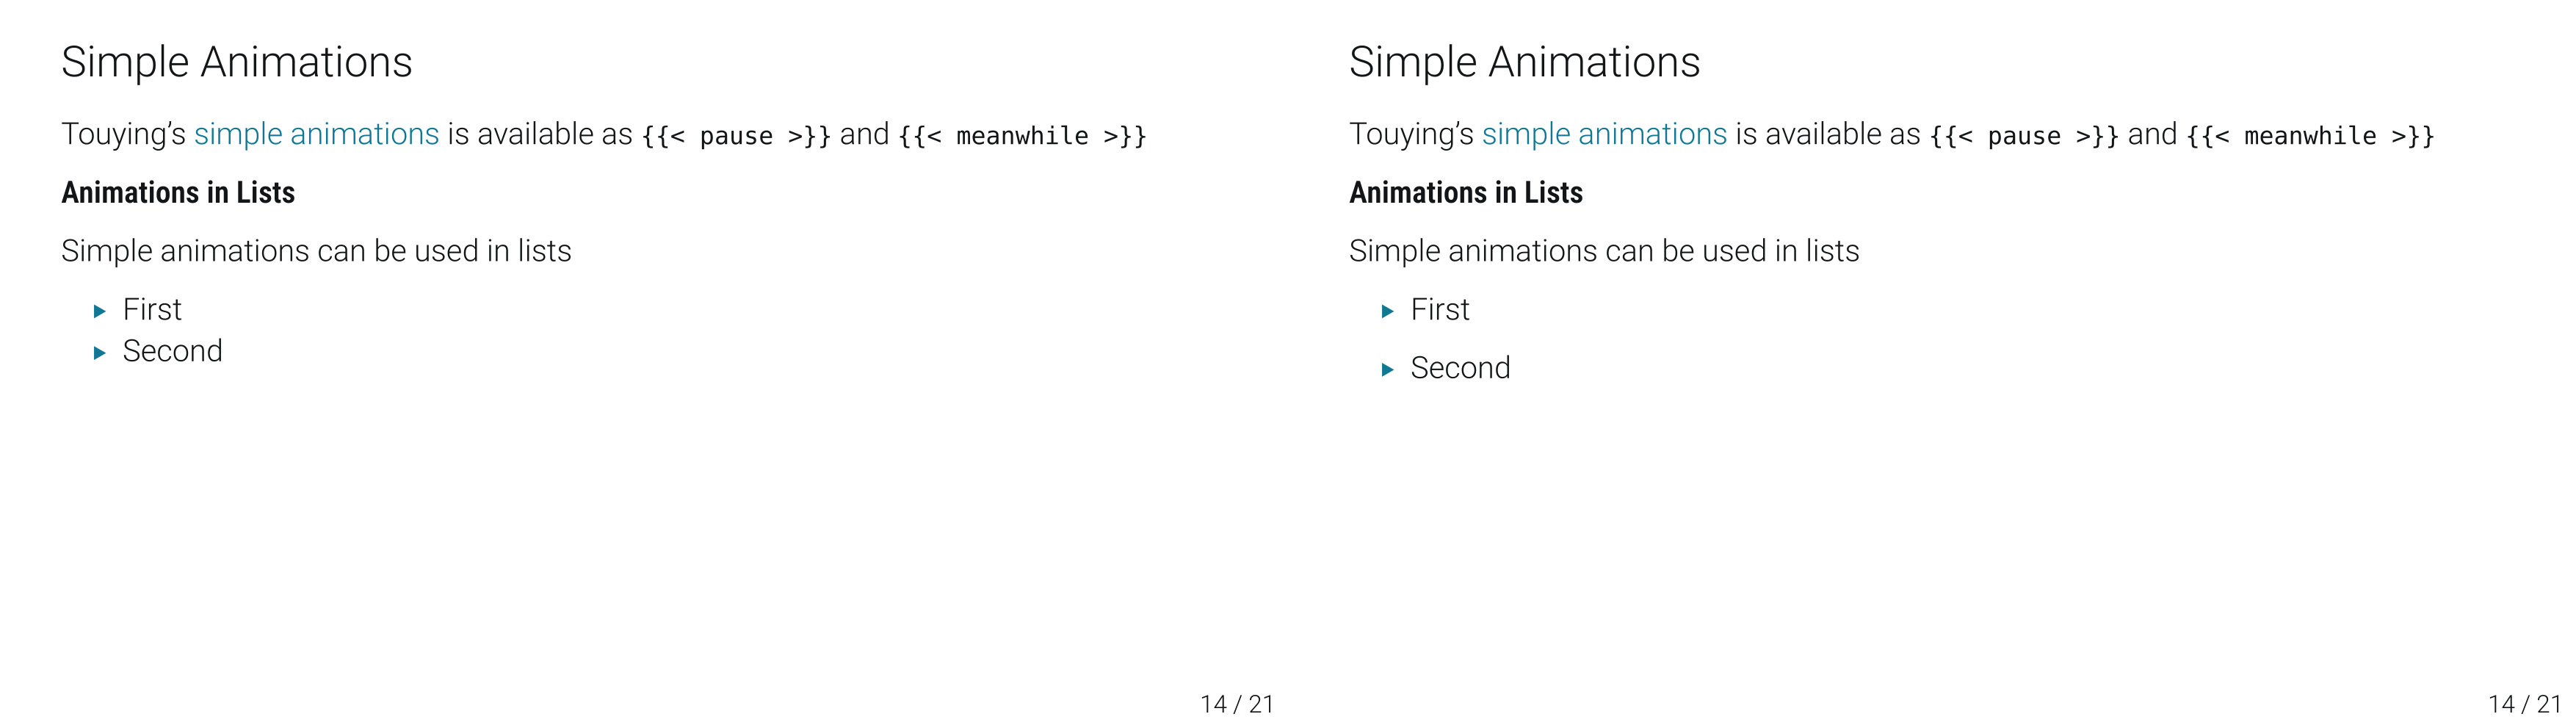 Simple Animations
Touying’s simple animations is available as {{< pause >}} and {{< meanwhile >}}
Animations in Lists
Simple animations can be used in lists
▸ First
▸ Second
14 / 21
Simple Animations
Touying’s simple animations is available as {{< pause >}} and {{< meanwhile >}}
Animations in Lists
Simple animations can be used in lists
▸ First
▸ Second
14 / 21